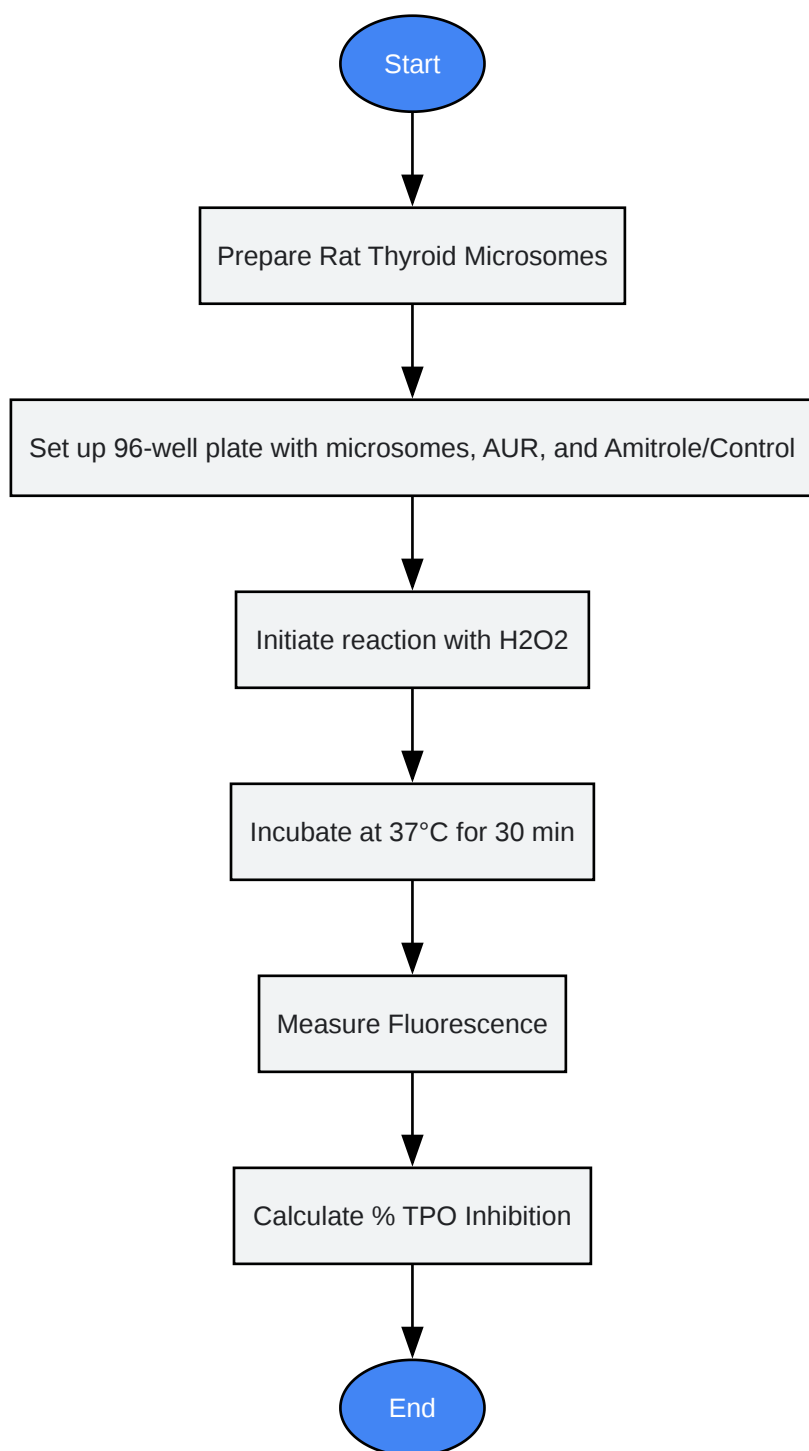 Start
Prepare Rat Thyroid Microsomes
Set up 96-well plate with microsomes, AUR, and Amitrole/Control
Initiate reaction with H2O2
Incubate at 37°C for 30 min
Measure Fluorescence
Calculate % TPO Inhibition
End